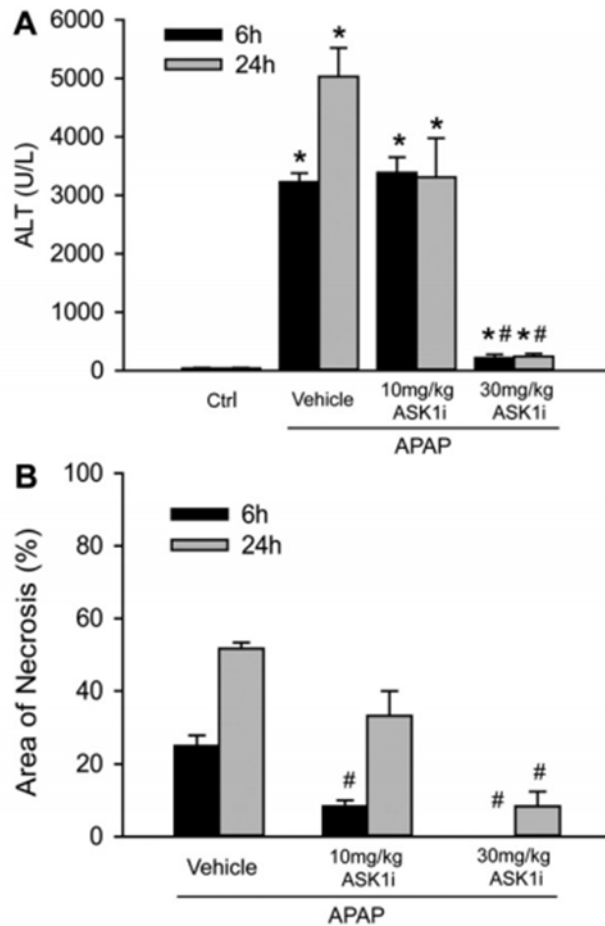 A
6000
5000
4000
3000
2000
1000
0
ALT (U/L)
6h
24h
*
*
*
*
*# *#
Ctrl
Vehicle
10mg/kg
ASK1i
30mg/kg
ASK1i
APAP
B
100
80
60
40
20
0
Area of Necrosis (%)
6h
24h
#
#
#
Vehicle
10mg/kg
ASK1i
30mg/kg
ASK1i
APAP